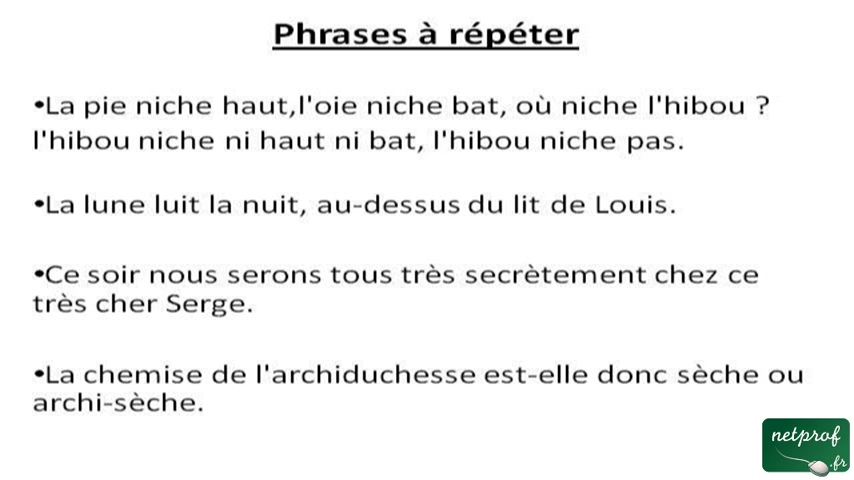 Phrases à répéter
•La pie niche haut,l'oie niche bat, où niche l'hibou ?
l'hibou niche ni haut ni bat, l'hibou niche pas.
•La lune luit la nuit, au-dessus du lit de Louis.
•Ce soir nous serons tous très secrètement chez ce
très cher Serge.
•La chemise de l'archiduchesse est-elle donc sèche ou
archi-sèche.
netprof
.fr